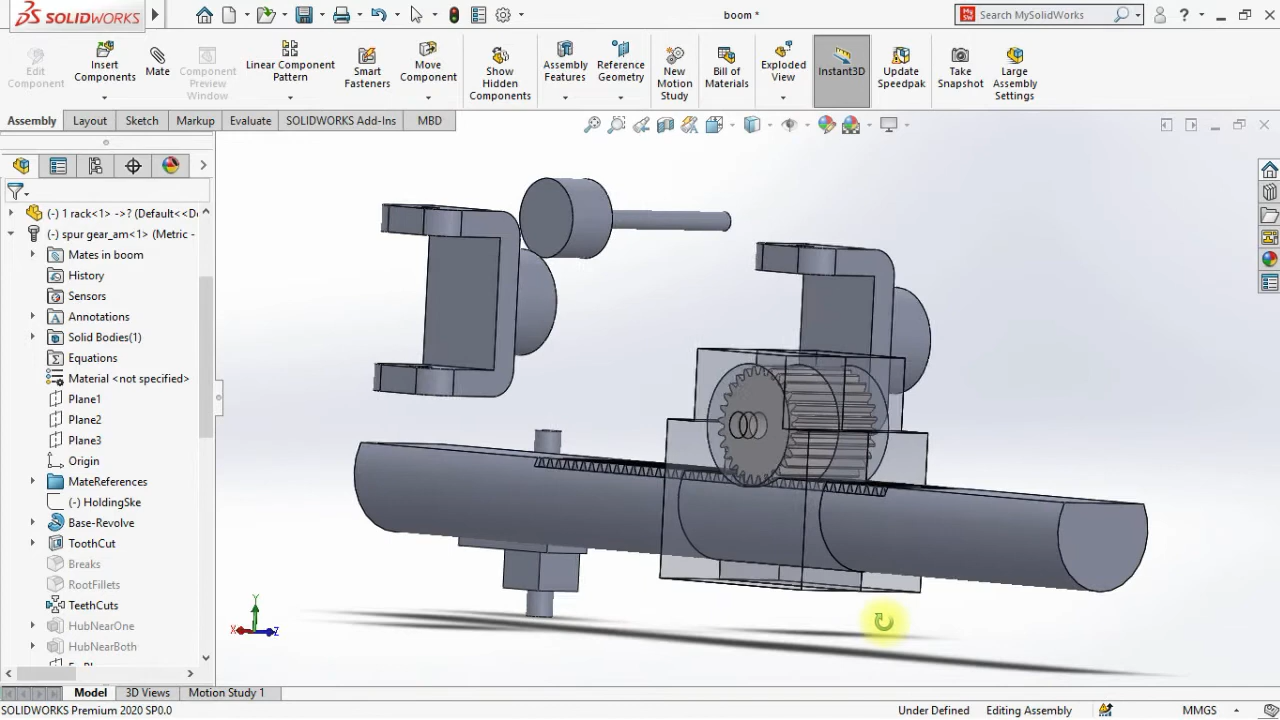 SOLIDWORKS
boom *
Search MySolidWorks
Edit Component
Insert Components
Mate
Component Preview Window
Linear Component Pattern
Smart Fasteners
Move Component
Show Hidden Components
Assembly Features
Reference Geometry
New Motion Study
Bill of Materials
Exploded View
Instant3D
Update Speedpak
Take Snapshot
Large Assembly Settings
Assembly
Layout
Sketch
Markup
Evaluate
SOLIDWORKS Add-Ins
MBD
(-) 1 rack<1> ->? (Default<<De
(-) spur gear_am<1> (Metric -
Mates in boom
History
Sensors
Annotations
Solid Bodies(1)
Equations
Material <not specified>
Plane1
Plane2
Plane3
Origin
MateReferences
(-) HoldingSke
Base-Revolve
ToothCut
Breaks
RootFillets
TeethCuts
HubNearOne
HubNearBoth
Y
X
Z
Model
3D Views
Motion Study 1
SOLIDWORKS Premium 2020 SP0.0
Under Defined
Editing Assembly
MMGS